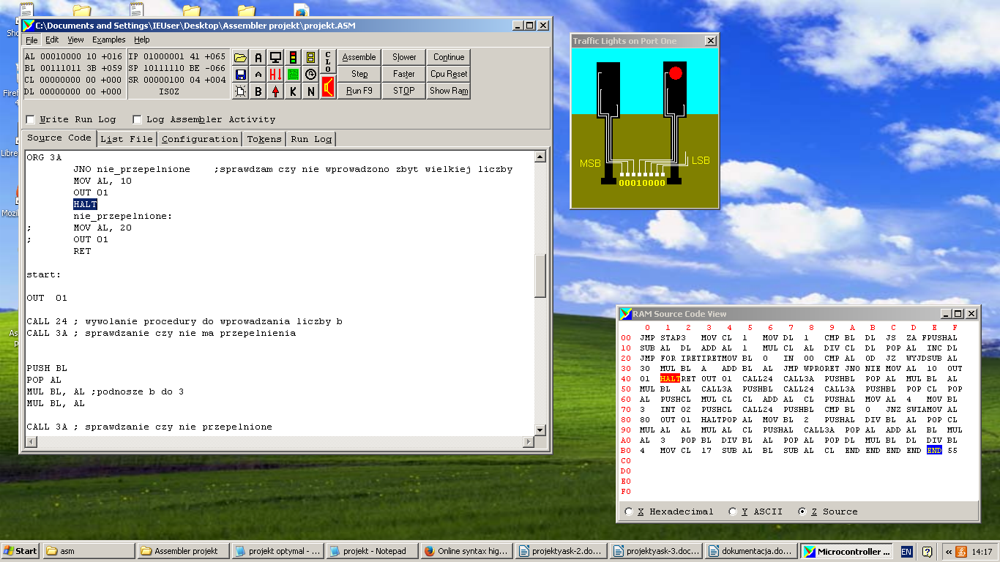 C:\Documents and Settings\IEUser\Desktop\Assembler projekt\projekt.ASM
File Edit View Examples Help
AL 00010000 10 +016 IP 01000001 41 +065
BL 00111011 3B +059 SP 10111110 BE -066
CL 00000000 00 +000 SR 00000100 04 +004
DL 00000000 00 +000 ISOZ
A C L O
A H
B K N
Assemble Slower Continue
Step Faster Cpu Reset
Run F9 STOP Show Ram
Write Run Log Log Assembler Activity
Source Code List File Configuration Tokens Run Log
ORG 3A
JNO nie_przepelnione ;sprawdzam czy nie wprowadzono zbyt wielkiej liczby
MOV AL, 10
OUT 01
HALT
nie_przepelnione:
; MOV AL, 20
; OUT 01
RET
start:
OUT 01
CALL 24 ; wywolanie procedury do wprowadzania liczby b
CALL 3A ; sprawdzanie czy nie ma przepelnienia
PUSH BL
POP AL
MUL BL, AL ;podnosze b do 3
MUL BL, AL
CALL 3A ; sprawdzanie czy nie przepelnione
Traffic Lights on Port One
MSB LSB
00010000
RAM Source Code View
0 1 2 3 4 5 6 7 8 9 A B C D E F
00 JMP STAR3 MOV CL 1 MOV DL 1 CMP BL DL JS ZA FPUSHAL
10 SUB AL DL ADD AL 1 MUL CL AL DIV CL DL POP AL INC DL
20 JMP FOR IRETIRETMOV BL 0 IN 00 CMP AL OD JZ WYJDSUB AL
30 30 MUL BL A ADD BL AL JMP WPRORET JNO NIE MOV AL 10 OUT
40 01 HALTRET OUT 01 CALL24 CALL3A PUSHBL POP AL MUL BL AL
50 MUL BL AL CALL3A PUSHBL CALL24 CALL3A PUSHBL POP CL POP
60 AL PUSHCL MUL CL CL ADD AL CL PUSHAL MOV AL 4 MOV BL
70 3 INT 02 PUSHCL CALL24 PUSHBL CMP BL 0 JNZ SWIAMOV AL
80 80 OUT 01 HALTPOP AL MOV BL 2 PUSHAL DIV BL AL POP CL
90 MUL AL AL MUL AL CL PUSHAL CALL3A POP AL ADD AL BL MUL
A0 AL 3 POP BL DIV BL AL POP AL POP DL MUL BL DL DIV BL
B0 4 MOV CL 17 SUB AL BL SUB AL CL END END END END END 55
C0
D0
E0
F0
X Hexadecimal Y ASCII Z Source
Start asm Assembler projekt projekt optymal - ... projekt - Notepad Online syntax hig... projektyask-2.do... projektyask-3.doc... dokumentacja.do... Microcontroller ... EN « 14:17